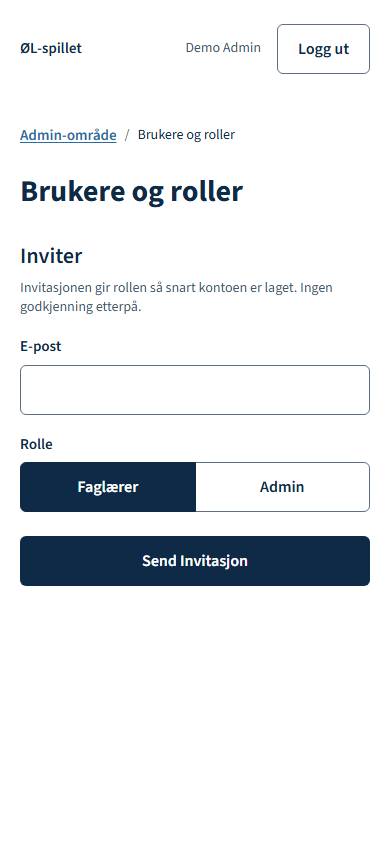 ØL-spillet
Demo Admin
Logg ut
Admin-område / Brukere og roller
Brukere og roller
Inviter
Invitasjonen gir rollen så snart kontoen er laget. Ingen
godkjenning etterpå.
E-post
Rolle
Faglærer
Admin
Send Invitasjon